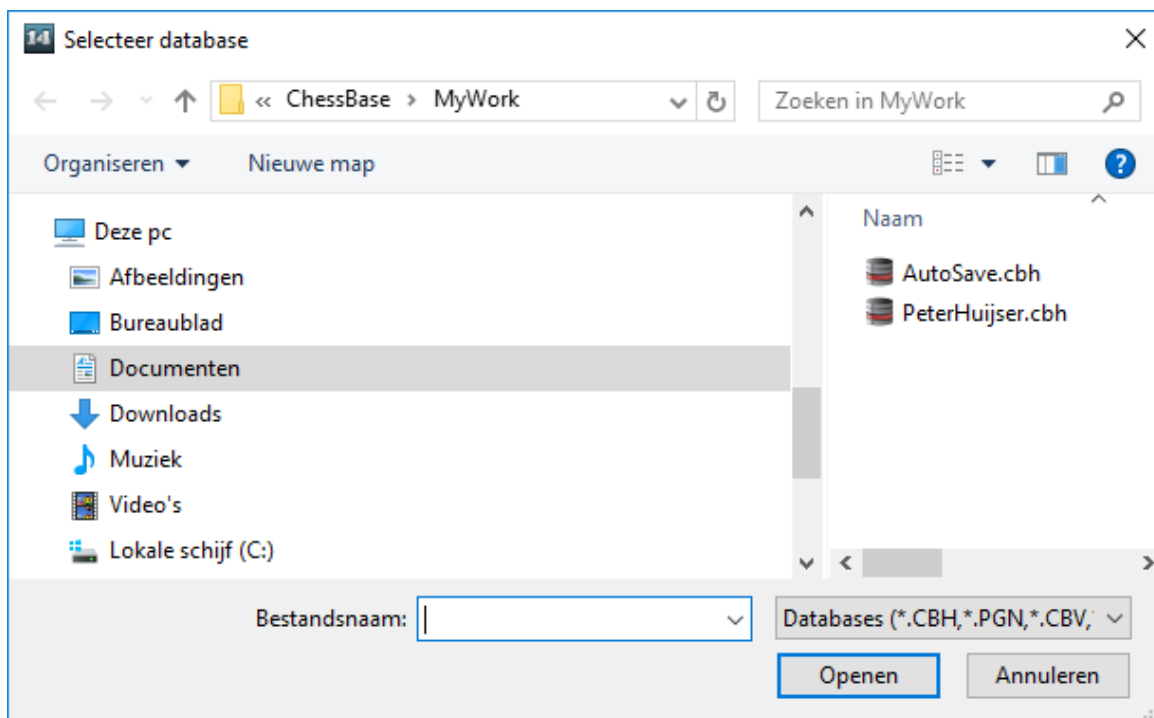 14 Selecteer database
« ChessBase > MyWork
Zoeken in MyWork
Organiseren Nieuwe map
?
Deze pc
Afbeeldingen
Bureaublad
Documenten
Downloads
Muziek
Video's
Lokale schijf (C:)
Naam
AutoSave.cbh
PeterHuijser.cbh
Bestandsnaam:
Databases (*.CBH,*.PGN,*.CBV,
Openen Annuleren